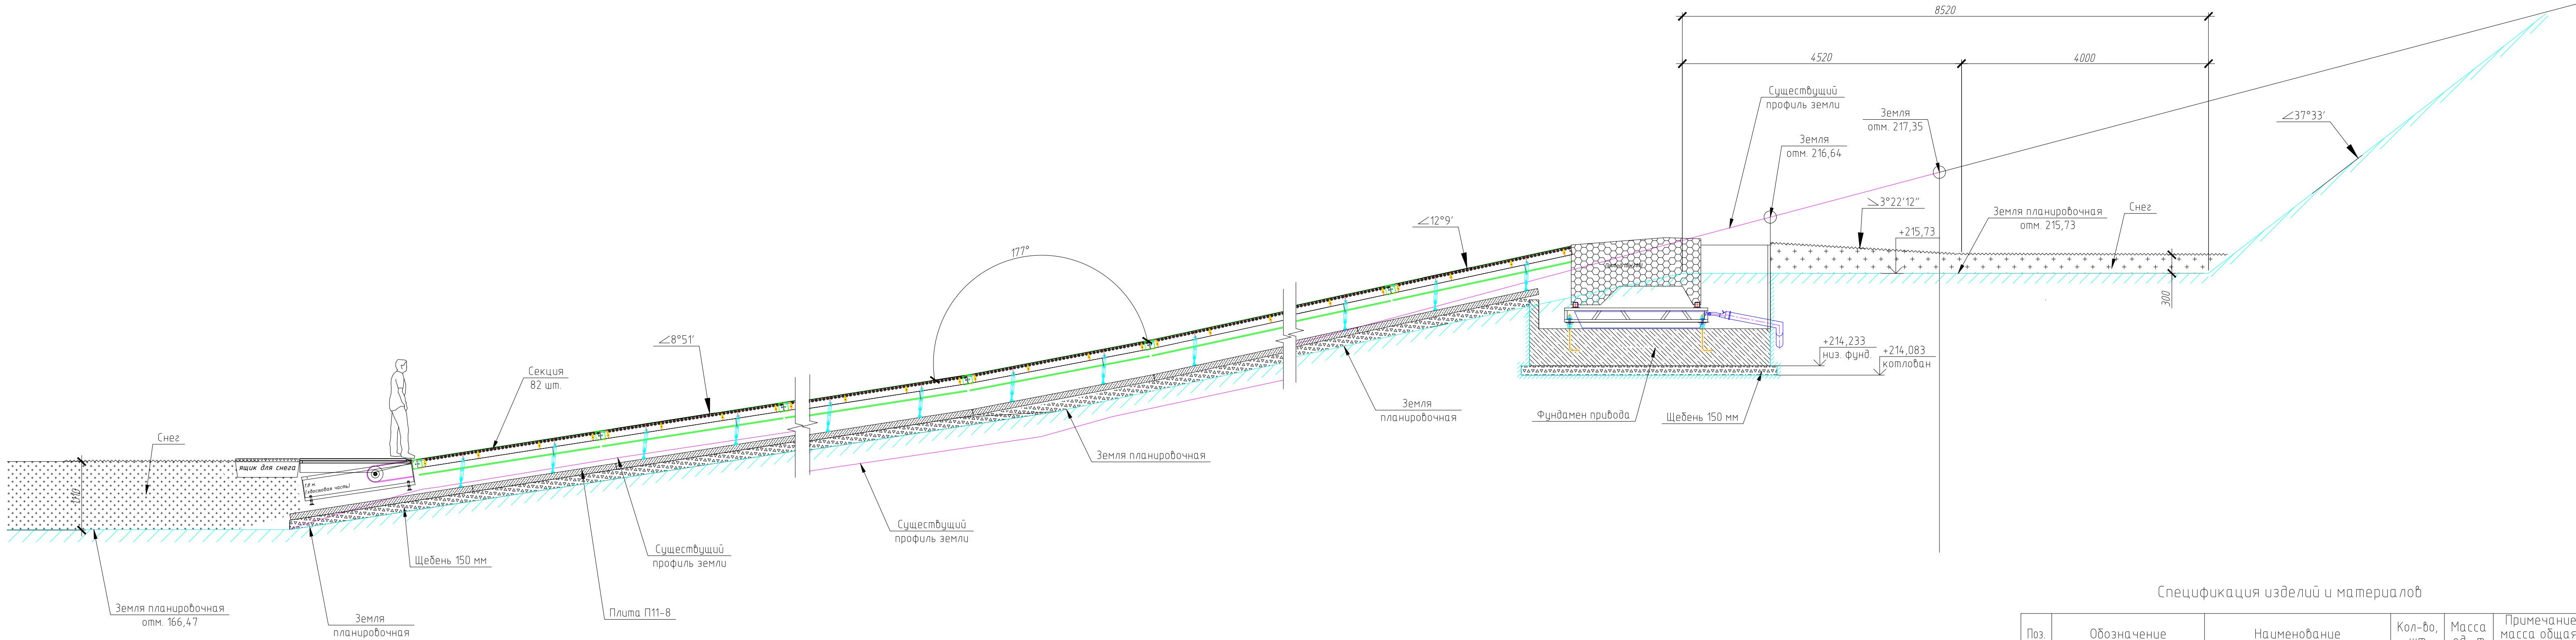 8520
4520
4000
Существущий
профиль земли
Земля
отм. 217,35
Земля
отм. 216,64
∠37°33'
∠12°9'
3°22'12"
+215,73
Земля планировочная
отм. 215,73
Снег
300
177°
∠8°51'
Секция
82 шт.
+214,233
низ. фунд.
+214,083
котлован
Фундамен привода
Щебень 150 мм
Земля
планировочная
Земля планировочная
Снег
ящик для снега
1110
Существущий
профиль земли
Существущий
профиль земли
Щебень 150 мм
Плита П11-8
Земля планировочная
отм. 166,47
Земля
планировочная
Спецификация изделий и материалов
Поз.
Обозначение
Наименование
Кол-во,
Масса
Примечание
масса общая